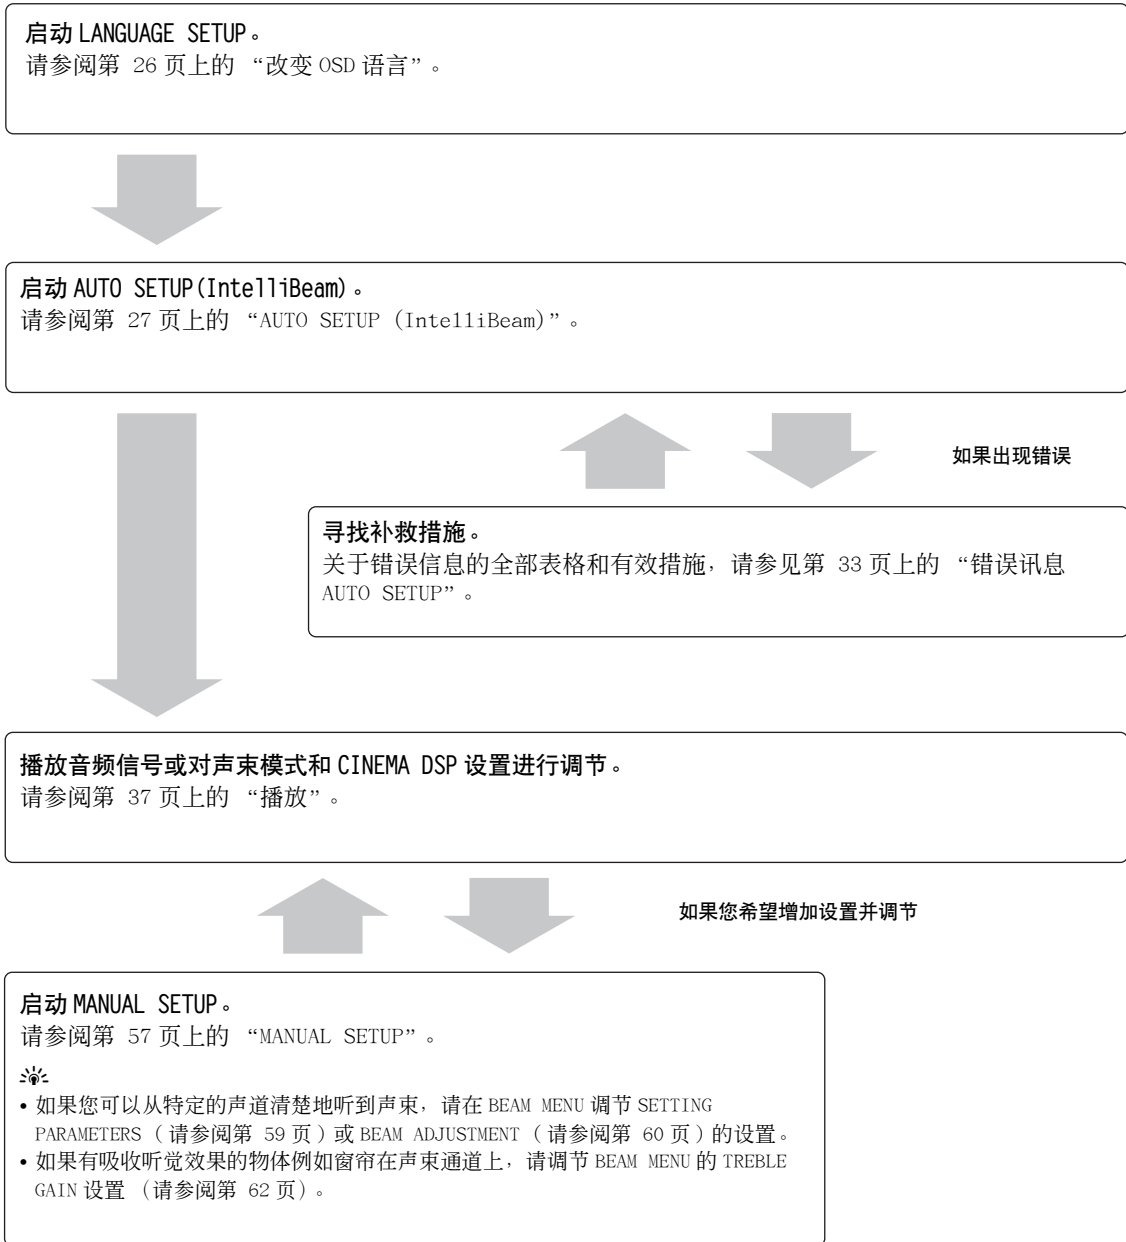 启动 LANGUAGE SETUP。
请参阅第 26 页上的 “改变 OSD 语言”。
启动 AUTO SETUP(IntelliBeam)。
请参阅第 27 页上的 “AUTO SETUP (IntelliBeam)”。
如果出现错误
寻找补救措施。
关于错误信息的全部表格和有效措施，请参见第 33 页上的 “错误讯息
AUTO SETUP”。
播放音频信号或对声束模式和 CINEMA DSP 设置进行调节。
请参阅第 37 页上的 “播放”。
如果您希望增加设置并调节
启动 MANUAL SETUP。
请参阅第 57 页上的 “MANUAL SETUP”。
• 如果您可以从特定的声道清楚地听到声束，请在 BEAM MENU 调节 SETTING
PARAMETERS（请参阅第 59 页）或 BEAM ADJUSTMENT（请参阅第 60 页）的设置。
• 如果有吸收听觉效果的物体例如窗帘在声束通道上，请调节 BEAM MENU 的 TREBLE
GAIN 设置 （请参阅第 62 页）。